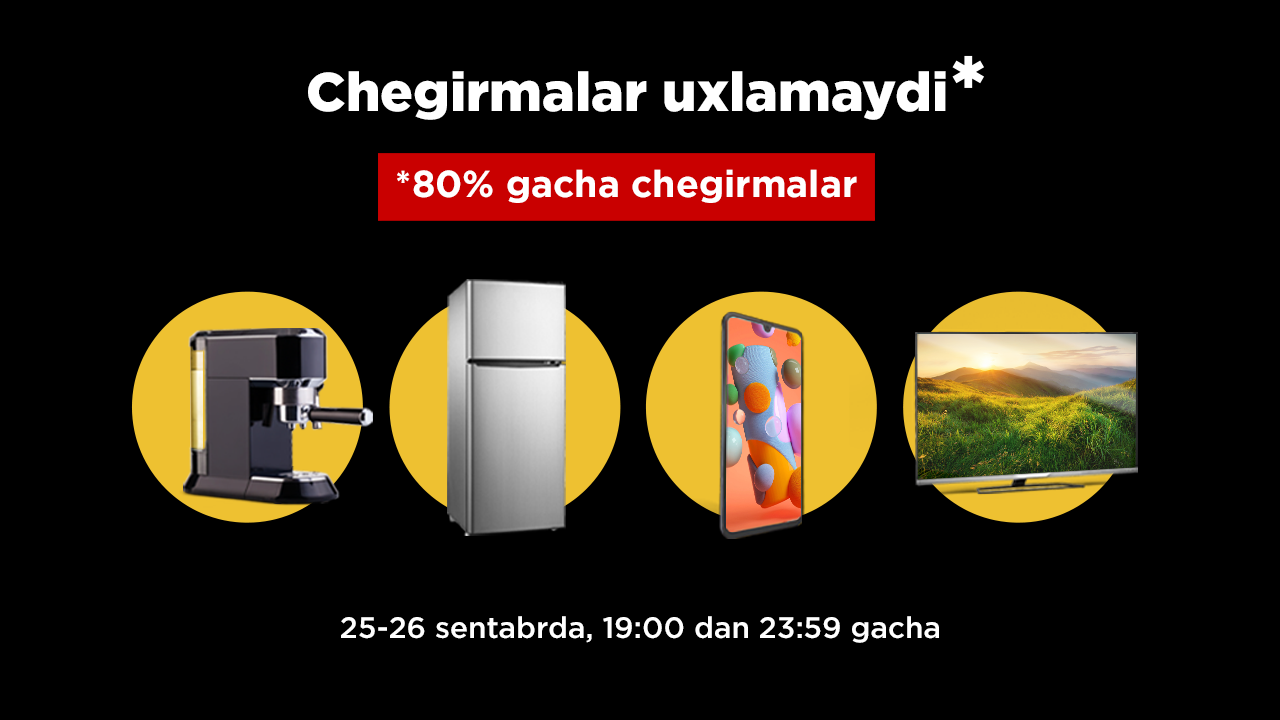 Chegirmalar uxlamaydi*
*80% gacha chegirmalar
25-26 sentabrda, 19:00 dan 23:59 gacha